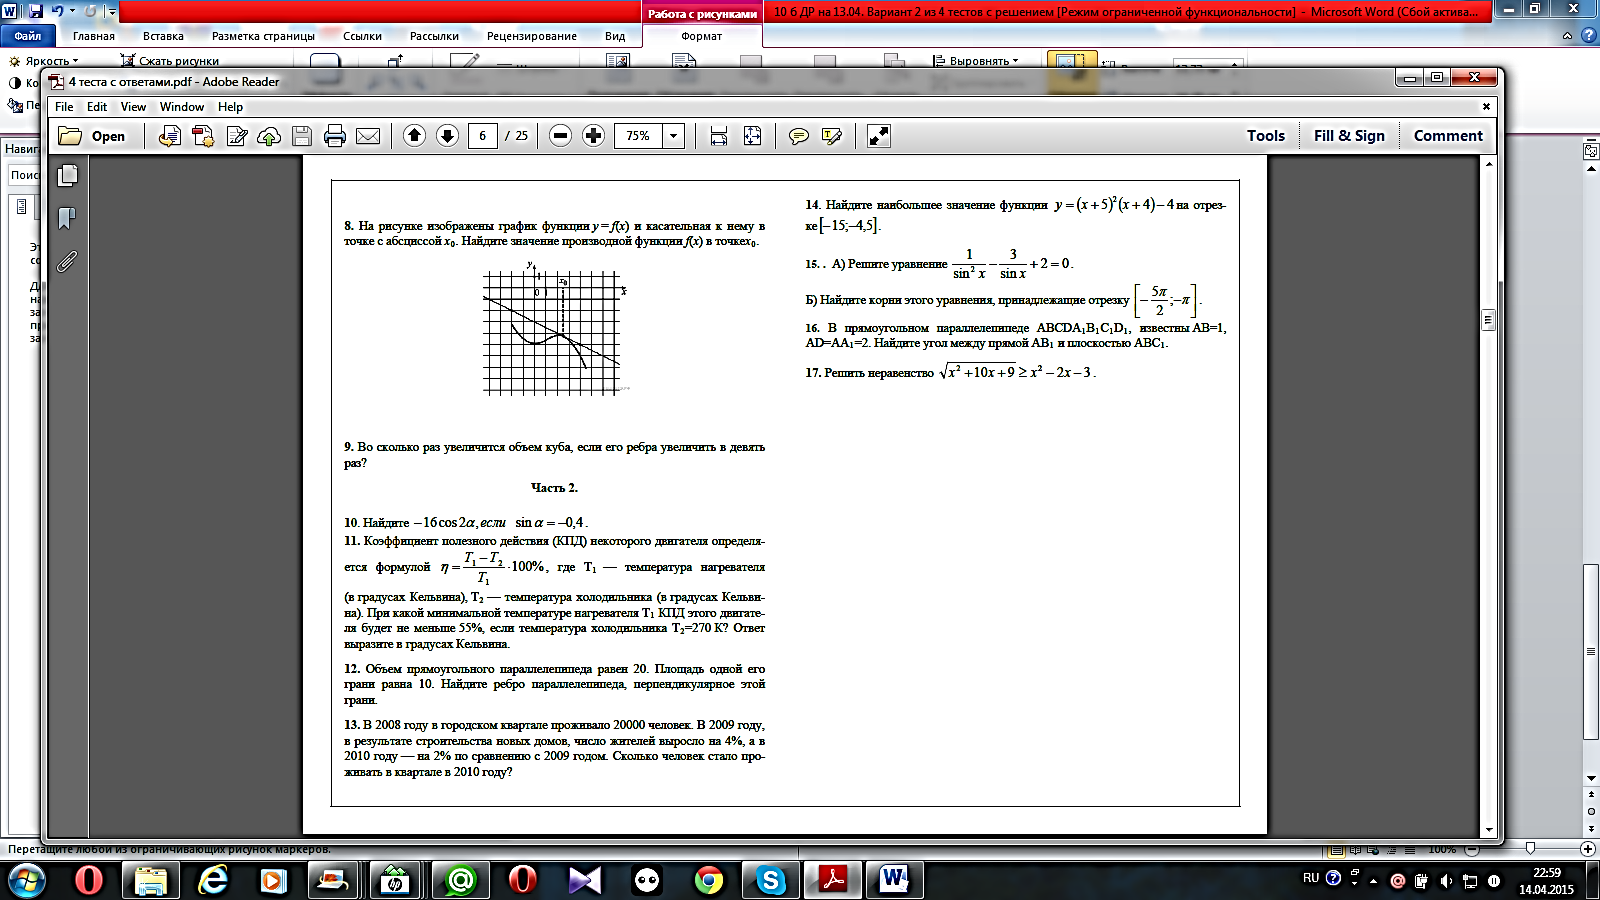 Работа с рисунками
10 б ДР на 13.04. Вариант 2 из 4 тестов с решением [Режим ограниченной функциональности] - Microsoft Word (Сбой актива...
Файл Главная Вставка Разметка страницы Ссылки Рассылки Рецензирование Вид Формат
Яркость Сжать рисунки Выровнять
4 теста с ответами.pdf - Adobe Reader
File Edit View Window Help
Open 6 / 25 75% Tools Fill & Sign Comment
8. На рисунке изображены график функции y = f(x) и касательная к нему в
точке с абсциссой x₀. Найдите значение производной функции f(x) в точкеx₀.
y
x₀
0 1 x
9. Во сколько раз увеличится объем куба, если его ребра увеличить в девять
раз?
Часть 2.
10. Найдите −16cos2α, если sin α = −0,4.
11. Коэффициент полезного действия (КПД) некоторого двигателя определя-
ется формулой η = (T₁ − T₂)/T₁ · 100%, где T₁ — температура нагревателя
(в градусах Кельвина), T₂ — температура холодильника (в градусах Кельви-
на). При какой минимальной температуре нагревателя T₁ КПД этого двигате-
ля будет не меньше 55%, если температура холодильника T₂=270 К? Ответ
выразите в градусах Кельвина.
12. Объем прямоугольного параллелепипеда равен 20. Площадь одной его
грани равна 10. Найдите ребро параллелепипеда, перпендикулярное этой
грани.
13. В 2008 году в городском квартале проживало 20000 человек. В 2009 году,
в результате строительства новых домов, число жителей выросло на 4%, а в
2010 году — на 2% по сравнению с 2009 годом. Сколько человек стало про-
живать в квартале в 2010 году?
14. Найдите наибольшее значение функции y = (x + 5)²(x + 4) − 4 на отрез-
ке [−15;−4,5].
15. . А) Решите уравнение 1/sin² x − 3/sin x + 2 = 0.
Б) Найдите корни этого уравнения, принадлежащие отрезку [−5π/2;−π].
16. В прямоугольном параллелепипеде ABCDA₁B₁C₁D₁, известны AB=1,
AD=AA₁=2. Найдите угол между прямой AB₁ и плоскостью ABC₁.
17. Решить неравенство √(x² +10x + 9) ≥ x² − 2x − 3.
Перетащите любой из ограничивающих рисунок маркеров.
100%
RU 22:59
14.04.2015